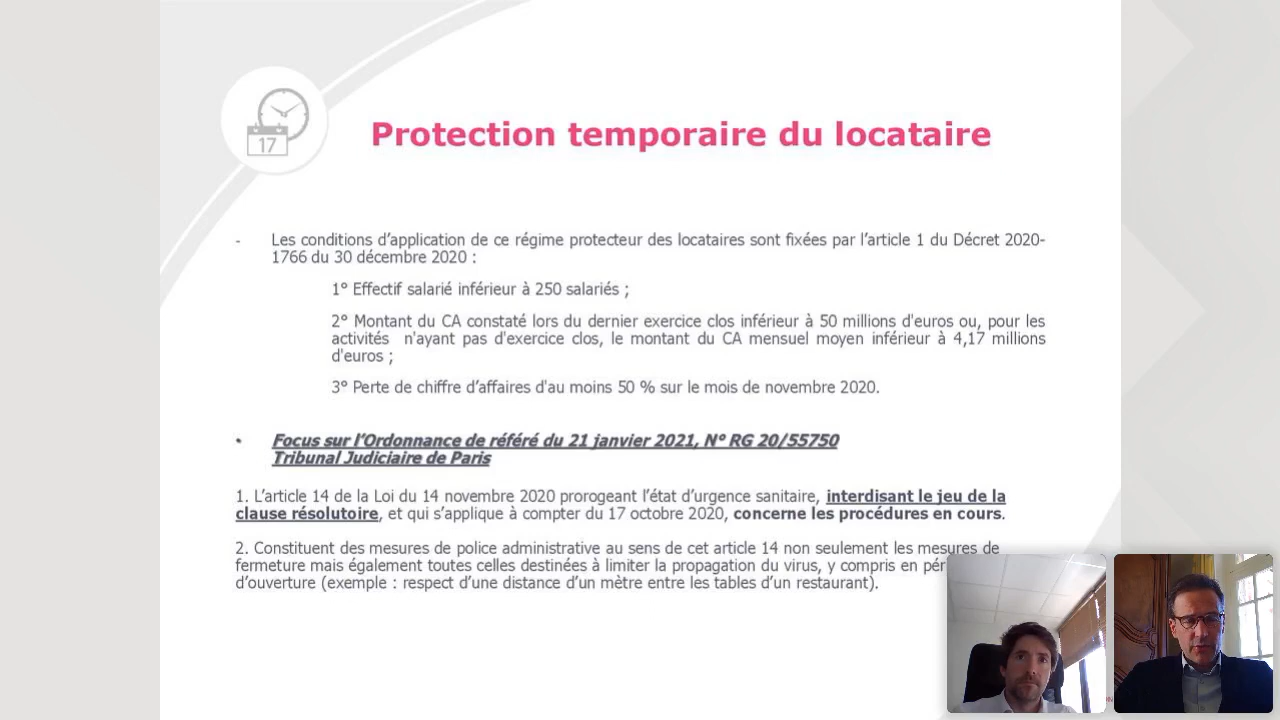 17
Protection temporaire du locataire
- Les conditions d’application de ce régime protecteur des locataires sont fixées par l’article 1 du Décret 2020-
1766 du 30 décembre 2020 :
1° Effectif salarié inférieur à 250 salariés ;
2° Montant du CA constaté lors du dernier exercice clos inférieur à 50 millions d'euros ou, pour les
activités n'ayant pas d'exercice clos, le montant du CA mensuel moyen inférieur à 4,17 millions
d'euros ;
3° Perte de chiffre d’affaires d'au moins 50 % sur le mois de novembre 2020.
• Focus sur l’Ordonnance de référé du 21 janvier 2021, N° RG 20/55750
Tribunal Judiciaire de Paris
1. L’article 14 de la Loi du 14 novembre 2020 prorogeant l’état d’urgence sanitaire, interdisant le jeu de la
clause résolutoire, et qui s’applique à compter du 17 octobre 2020, concerne les procédures en cours.
2. Constituent des mesures de police administrative au sens de cet article 14 non seulement les mesures de
fermeture mais également toutes celles destinées à limiter la propagation du virus, y compris en
d’ouverture (exemple : respect d’une distance d’un mètre entre les tables d’un restaurant).